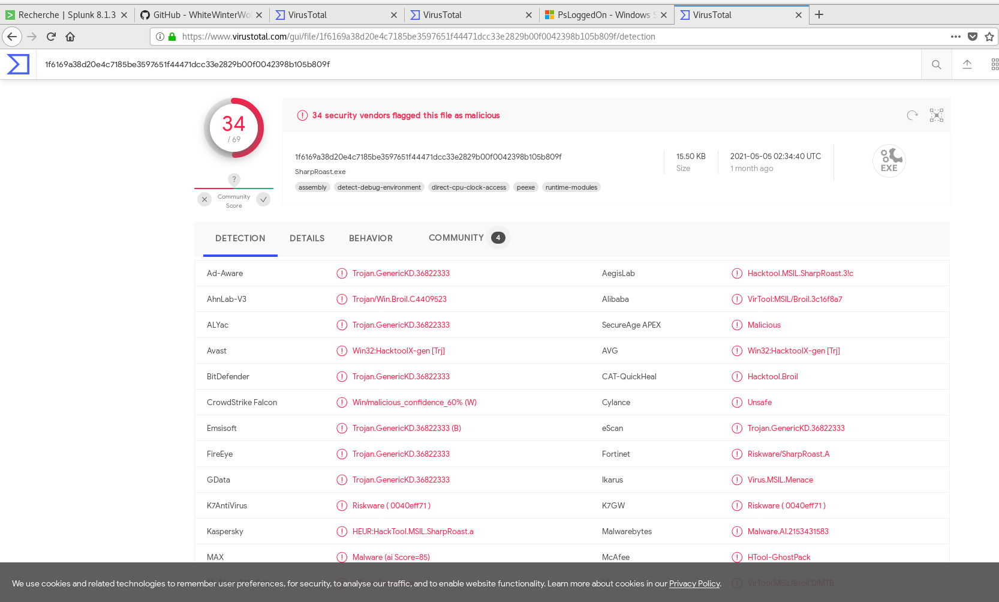 Recherche | Splunk 8.1.3
GitHub - WhiteWinterWol
VirusTotal
VirusTotal
PsLoggedOn - Windows S
VirusTotal
https://www.virustotal.com/gui/file/1f6169a38d20e4c7185be3597651f44471dcc33e2829b00f0042398b105b809f/detection
1f6169a38d20e4c7185be3597651f44471dcc33e2829b00f0042398b105b809f
34
/ 69
?
Community
Score
34 security vendors flagged this file as malicious
1f6169a38d20e4c7185be3597651f44471dcc33e2829b00f0042398b105b809f
SharpRoast.exe
assembly detect-debug-environment direct-cpu-clock-access peexe runtime-modules
15.50 KB
Size
2021-05-05 02:34:40 UTC
1 month ago
EXE
DETECTION DETAILS BEHAVIOR COMMUNITY 4
Ad-Aware Trojan.GenericKD.36822333 AegisLab Hacktool.MSIL.SharpRoast.3!c
AhnLab-V3 Trojan/Win.Broil.C4409523 Alibaba VirTool:MSIL/Broil.3c16f8a7
ALYac Trojan.GenericKD.36822333 SecureAge APEX Malicious
Avast Win32:HacktoolX-gen [Trj] AVG Win32:HacktoolX-gen [Trj]
BitDefender Trojan.GenericKD.36822333 CAT-QuickHeal Hacktool.Broil
CrowdStrike Falcon Win/malicious_confidence_60% (W) Cylance Unsafe
Emsisoft Trojan.GenericKD.36822333 (B) eScan Trojan.GenericKD.36822333
FireEye Trojan.GenericKD.36822333 Fortinet Riskware/SharpRoast.A
GData Trojan.GenericKD.36822333 Ikarus Virus.MSIL.Menace
K7AntiVirus Riskware ( 0040eff71 ) K7GW Riskware ( 0040eff71 )
Kaspersky HEUR:HackTool.MSIL.SharpRoast.a Malwarebytes Malware.AI.2153431583
MAX Malware (ai Score=85) McAfee HTool-GhostPack
VirTool:MSIL/Broil.D!MTB
We use cookies and related technologies to remember user preferences, for security, to analyse our traffic, and to enable website functionality. Learn more about cookies in our Privacy Policy.